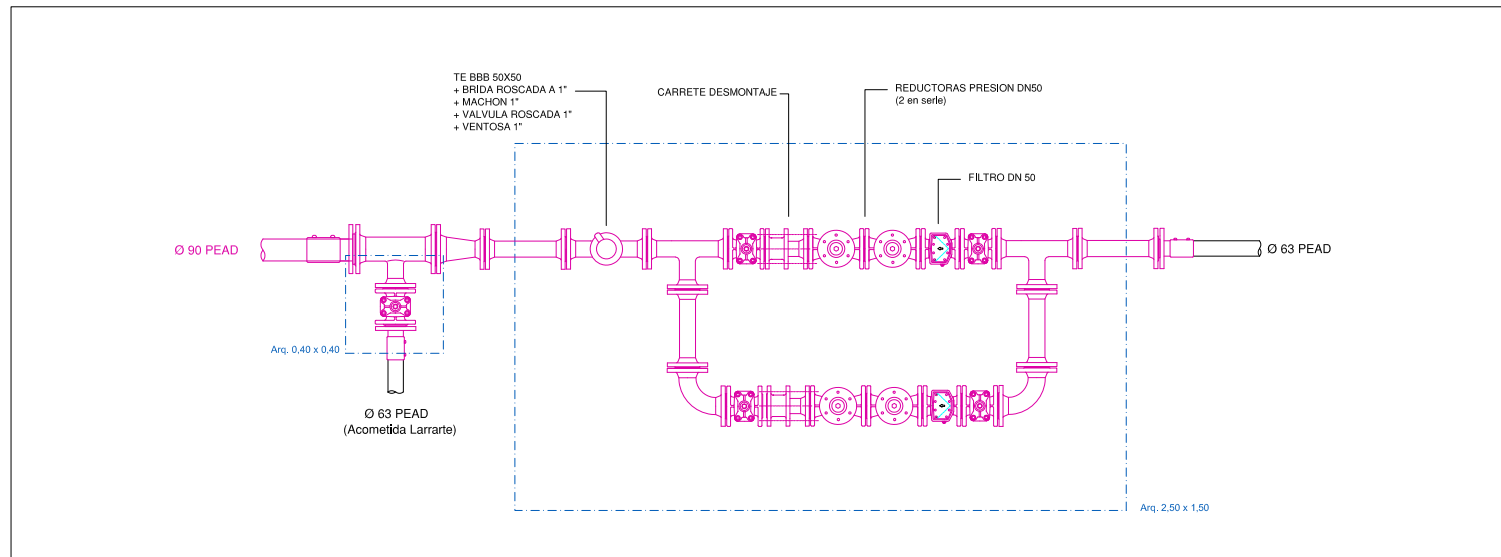 TE BBB 50X50
+ BRIDA ROSCADA A 1"
+ MACHON 1"
+ VALVULA ROSCADA 1"
+ VENTOSA 1"
CARRETE DESMONTAJE
REDUCTORAS PRESION DN50
(2 en serie)
FILTRO DN 50
Ø 90 PEAD
Ø 63 PEAD
Arq. 0,40 x 0,40
Ø 63 PEAD
(Acometida Larrarte)
Arq. 2,50 x 1,50